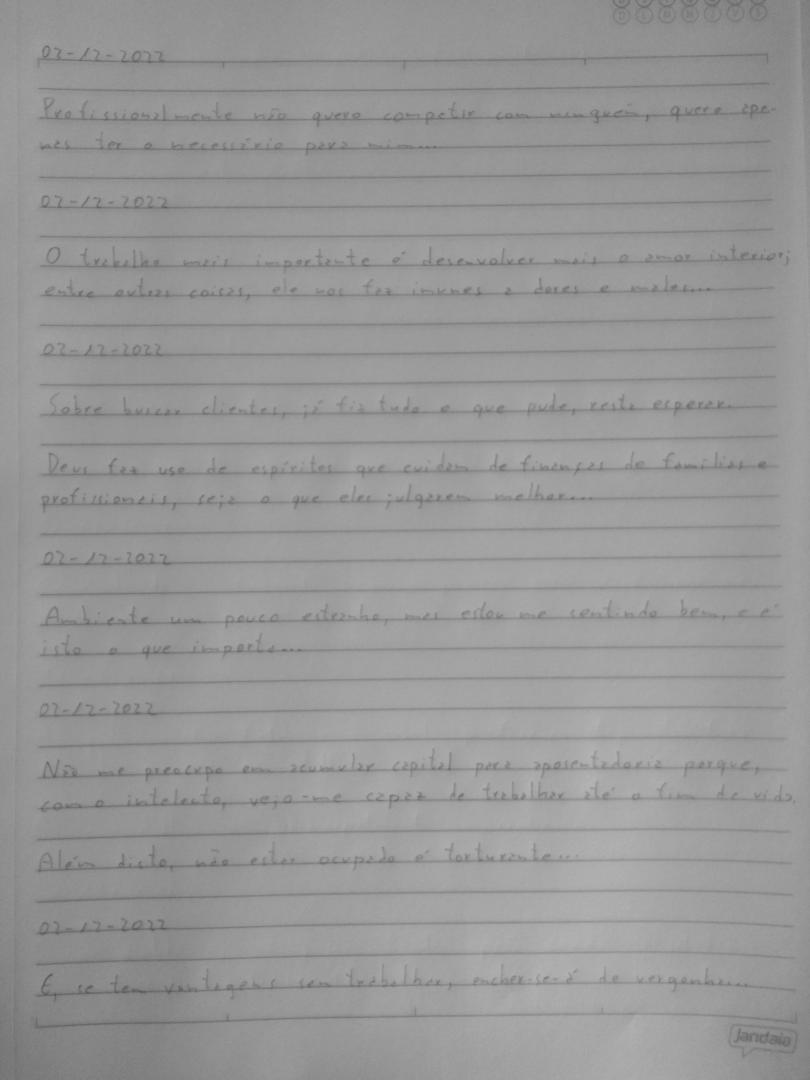 D L M M J V S
02-12-2022
Profissionalmente não quero competir com ninguém, quero ape-
nas ter o necessário para mim...
02-12-2022
O trabalho mais importante é desenvolver mais o amor interior;
entre outras coisas, ele nos faz imunes a dores e males...
02-12-2022
Sobre buscar clientes, já fiz tudo o que pude, resta esperar.
Deus faz uso de espíritos que cuidam de finanças de famílias e
profissionais, seja o que eles julgarem melhor...
02-12-2022
Ambiente um pouco estranho, mas estou me sentindo bem, e é
isto o que importa...
02-12-2022
Não me preocupo em acumular capital para aposentadoria porque,
com o intelecto, vejo-me capaz de trabalhar até o fim de vida.
Além disto, não estar ocupado é torturante...
02-12-2022
E, se tem vantagens sem trabalhar, encher-se-á de vergonha...
Jandaia